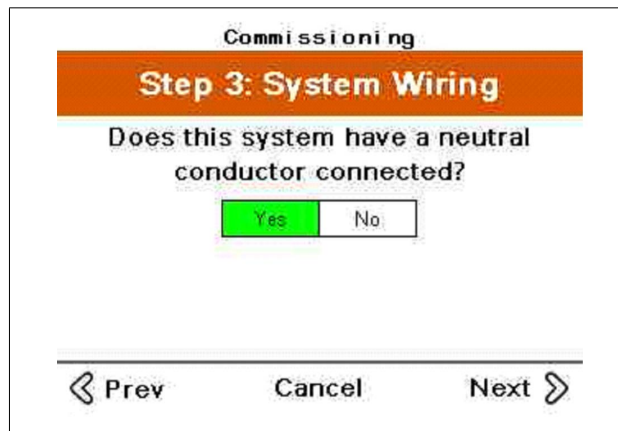 Commissioning
Step 3: System Wiring
Does this system have a neutral
conductor connected?
Yes No
Prev Cancel Next